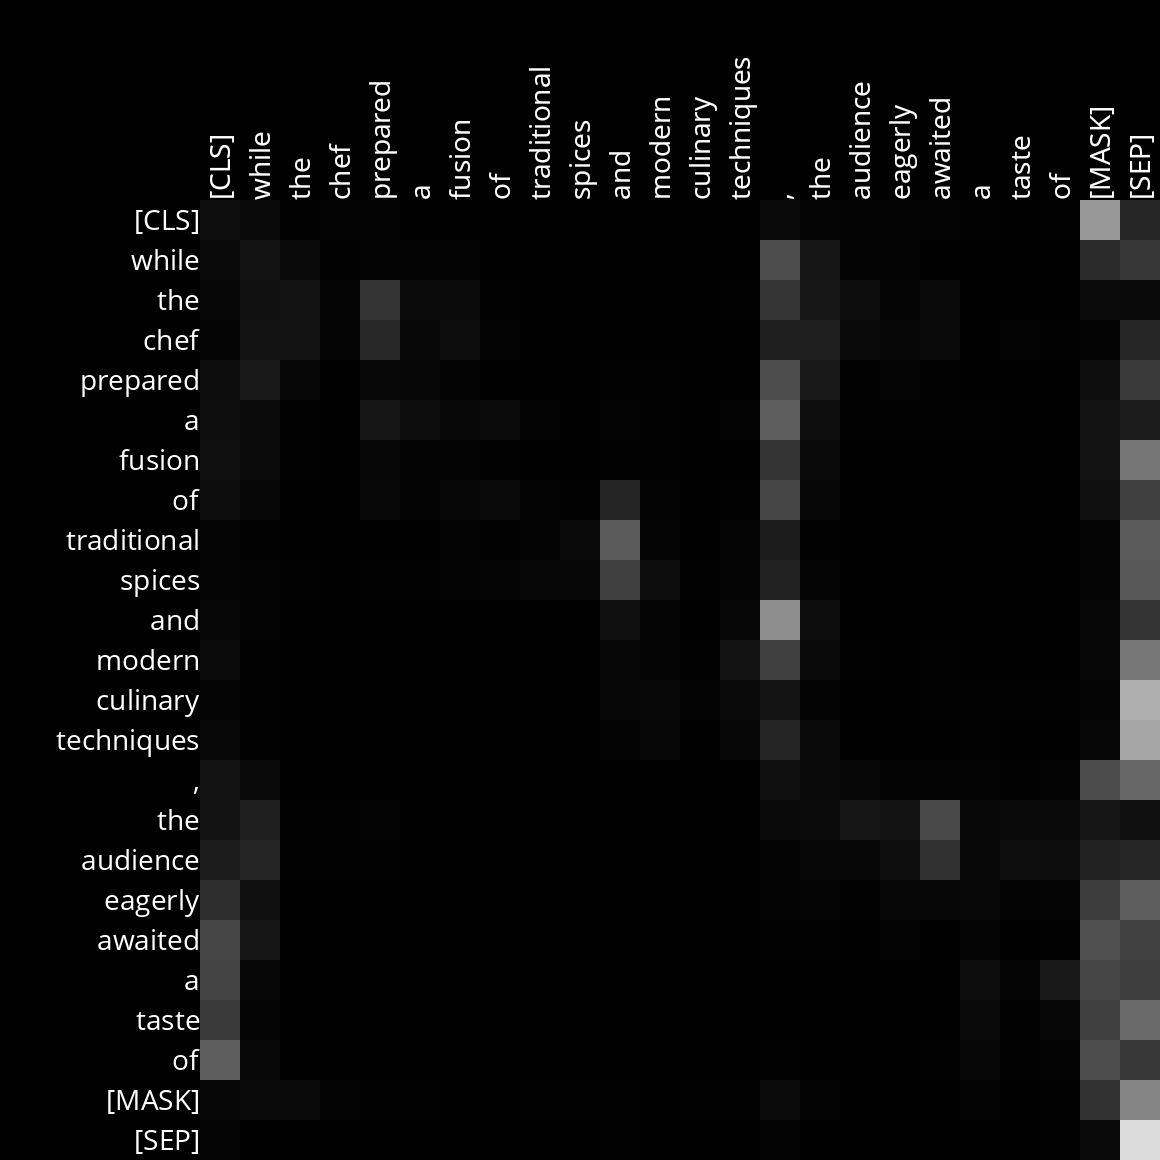 [CLS] while the chef prepared a fusion of traditional spices and modern culinary techniques , the audience eagerly awaited a taste of [MASK] [SEP]
[CLS]
while
the
chef
prepared
a
fusion
of
traditional
spices
and
modern
culinary
techniques
,
the
audience
eagerly
awaited
a
taste
of
[MASK]
[SEP]